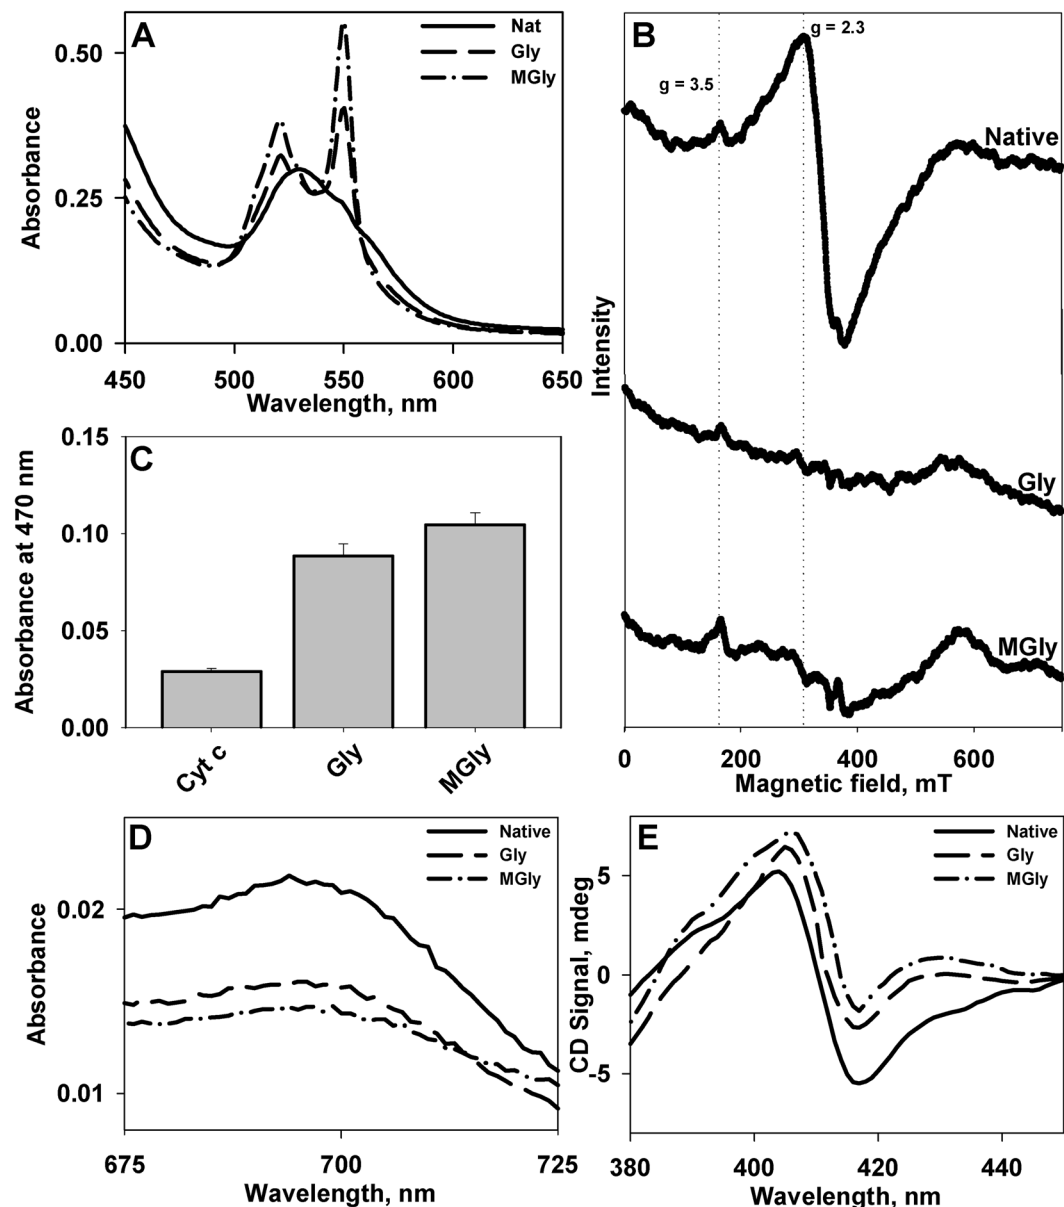 A
Nat
Gly
MGly
0.50
0.25
0.00
Absorbance
450 500 550 600 650
Wavelength, nm
B
g = 2.3
g = 3.5
Native
Gly
MGly
Intensity
0 200 400 600
Magnetic field, mT
C
0.15
0.10
0.05
0.00
Absorbance at 470 nm
Cyt c
Gly
MGly
D
Native
Gly
MGly
0.02
0.01
Absorbance
675 700 725
Wavelength, nm
E
Native
Gly
MGly
5
0
-5
CD Signal, mdeg
380 400 420 440
Wavelength, nm